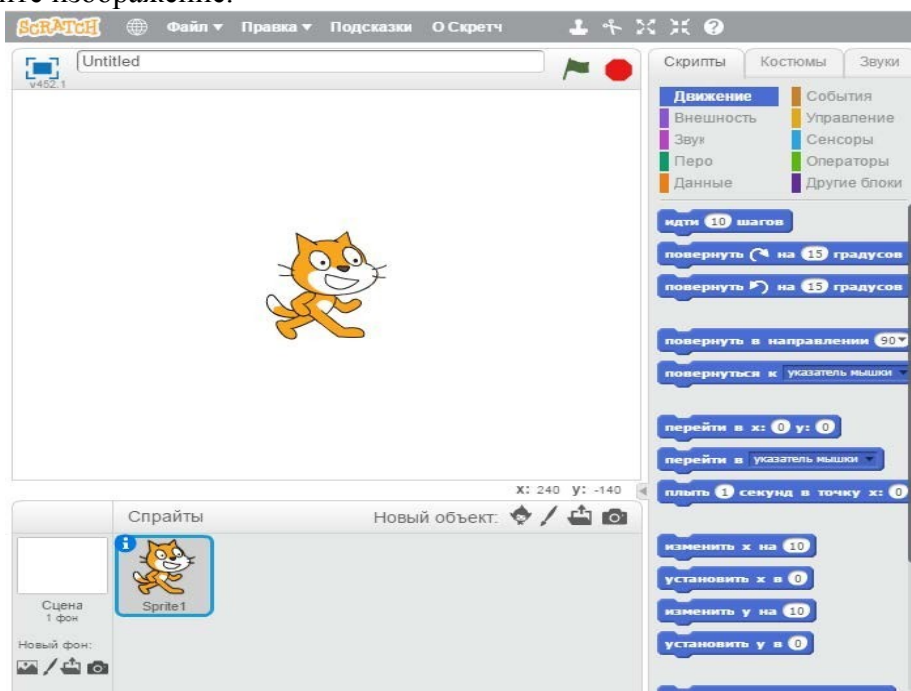 ите изображение.
SCRATCH Файл ▾ Правка ▾ Подсказки О Скретч
v452.1
Untitled
X: 240 y: -140
Спрайты Новый объект:
Сцена
1 фон
Новый фон:
Sprite1
Скрипты Костюмы Звуки
Движение События
Внешность Управление
Звук Сенсоры
Перо Операторы
Данные Другие блоки
идти 10 шагов
повернуть на 15 градусов
повернуть на 15 градусов
повернуть в направлении 90▾
повернуться к указатель мышки
перейти в x: 0 y: 0
перейти в указатель мышки
плыть 1 секунд в точку x: 0
изменить x на 10
установить x в 0
изменить y на 10
установить y в 0